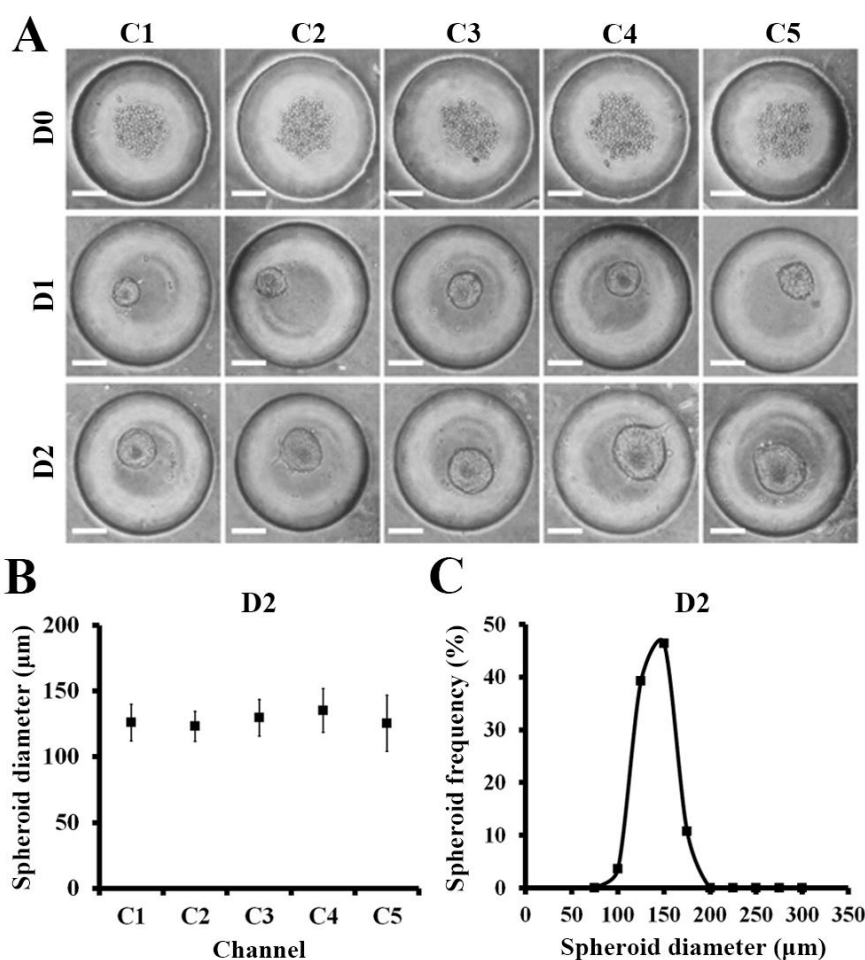 A
C1 C2 C3 C4 C5
D0
D1
D2
B
D2
Spheroid diameter (µm)
200
150
100
50
0
C1 C2 C3 C4 C5
Channel
C
D2
Spheroid frequency (%)
50
40
30
20
10
0
0 50 100 150 200 250 300 350
Spheroid diameter (µm)